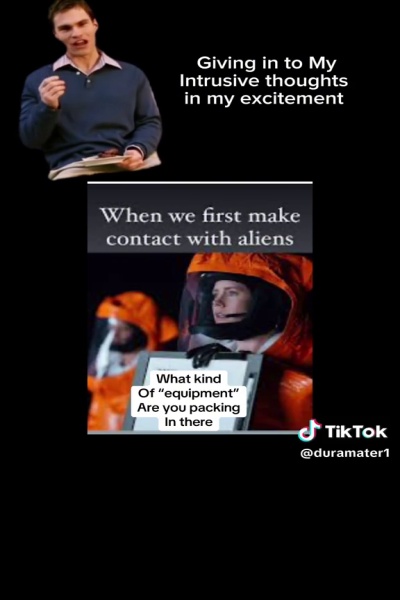 Giving in to My
Intrusive thoughts
in my excitement
When we first make
contact with aliens
What kind
Of “equipment”
Are you packing
In there
TikTok
@duramater1